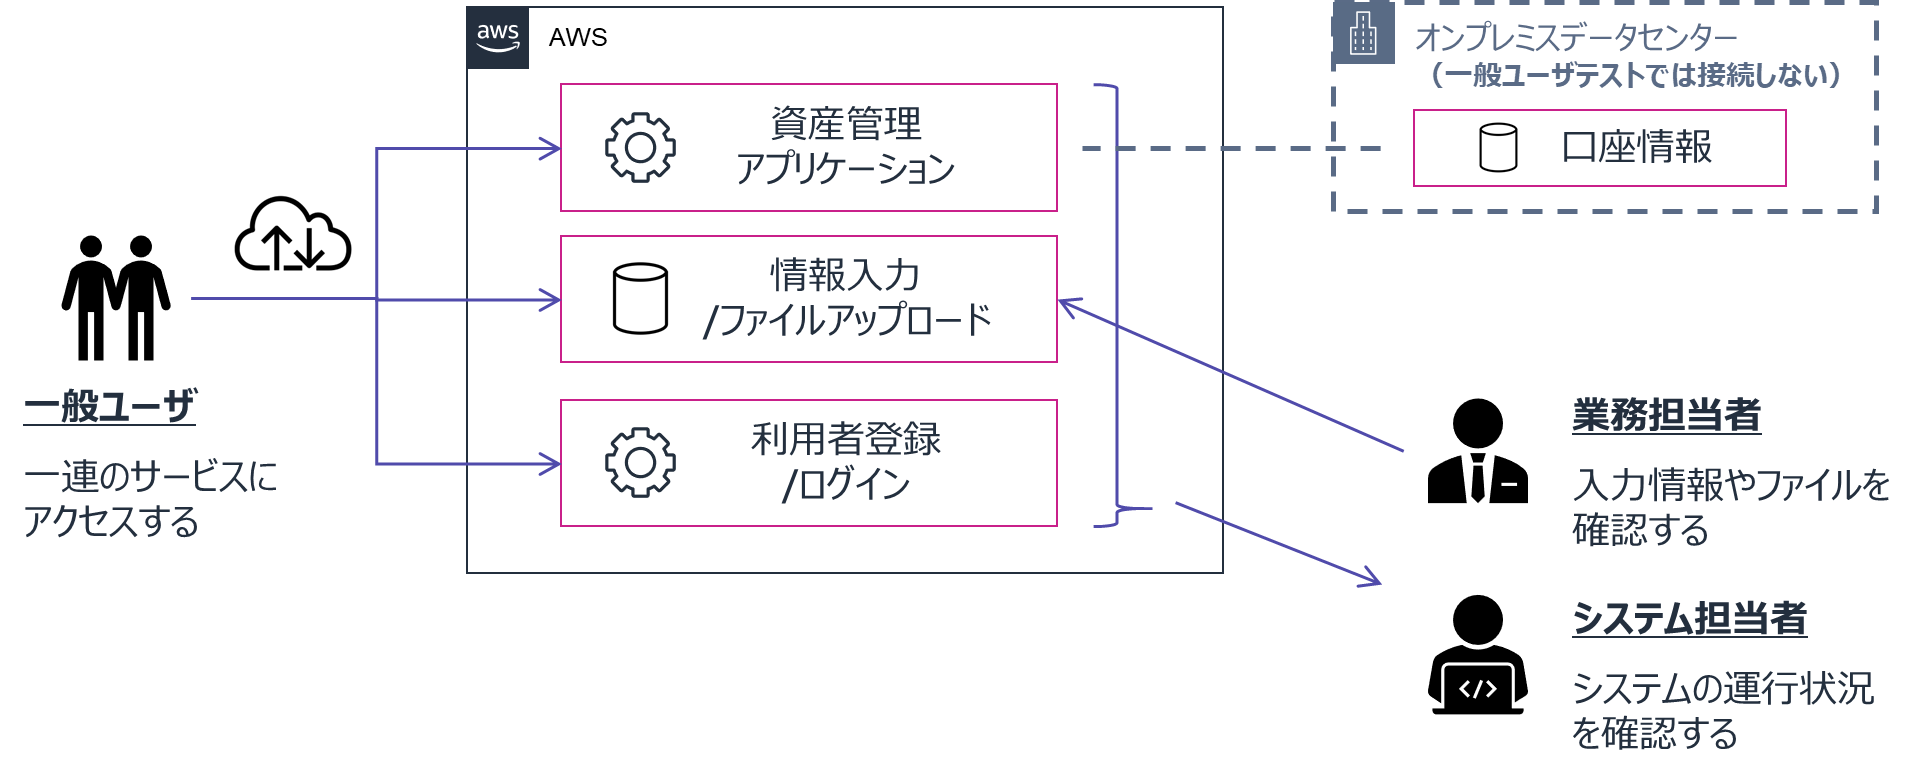 aws
AWS
オンプレミスデータセンター
（一般ユーザテストでは接続しない）
資産管理
アプリケーション
口座情報
情報入力
/ファイルアップロード
一般ユーザ
一連のサービスに
アクセスする
利用者登録
/ログイン
業務担当者
入力情報やファイルを
確認する
システム担当者
</>
システムの運行状況
を確認する